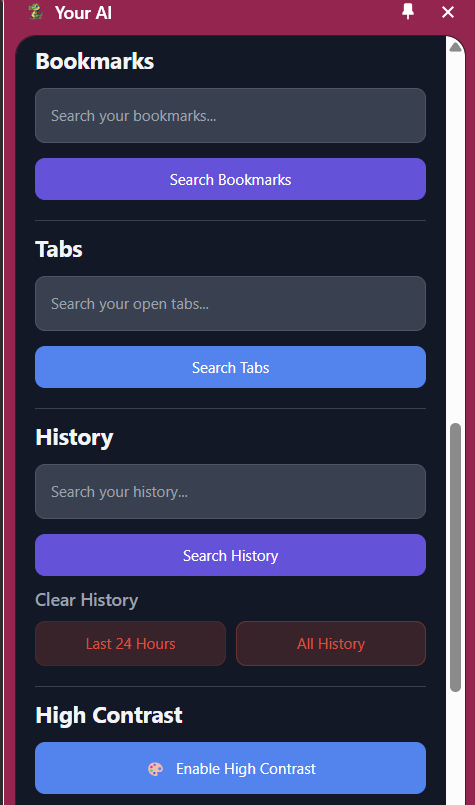 Your AI
Bookmarks
Search your bookmarks...
Search Bookmarks
Tabs
Search your open tabs...
Search Tabs
History
Search your history...
Search History
Clear History
Last 24 Hours
All History
High Contrast
Enable High Contrast